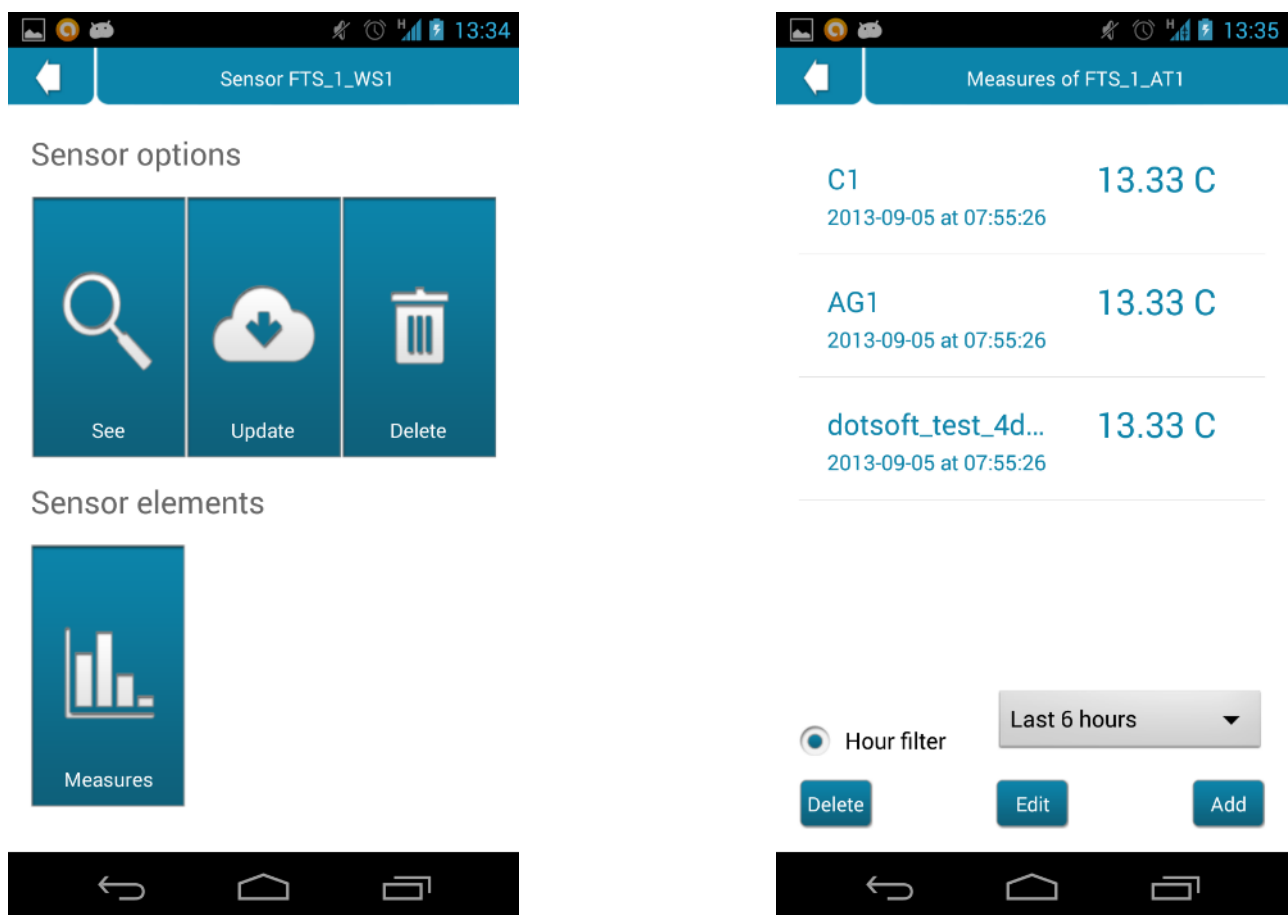 H 13:34
Sensor FTS_1_WS1
Sensor options
See Update Delete
Sensor elements
Measures
H 13:35
Measures of FTS_1_AT1
C1 13.33 C
2013-09-05 at 07:55:26
AG1 13.33 C
2013-09-05 at 07:55:26
dotsoft_test_4d... 13.33 C
2013-09-05 at 07:55:26
Hour filter Last 6 hours
Delete Edit Add